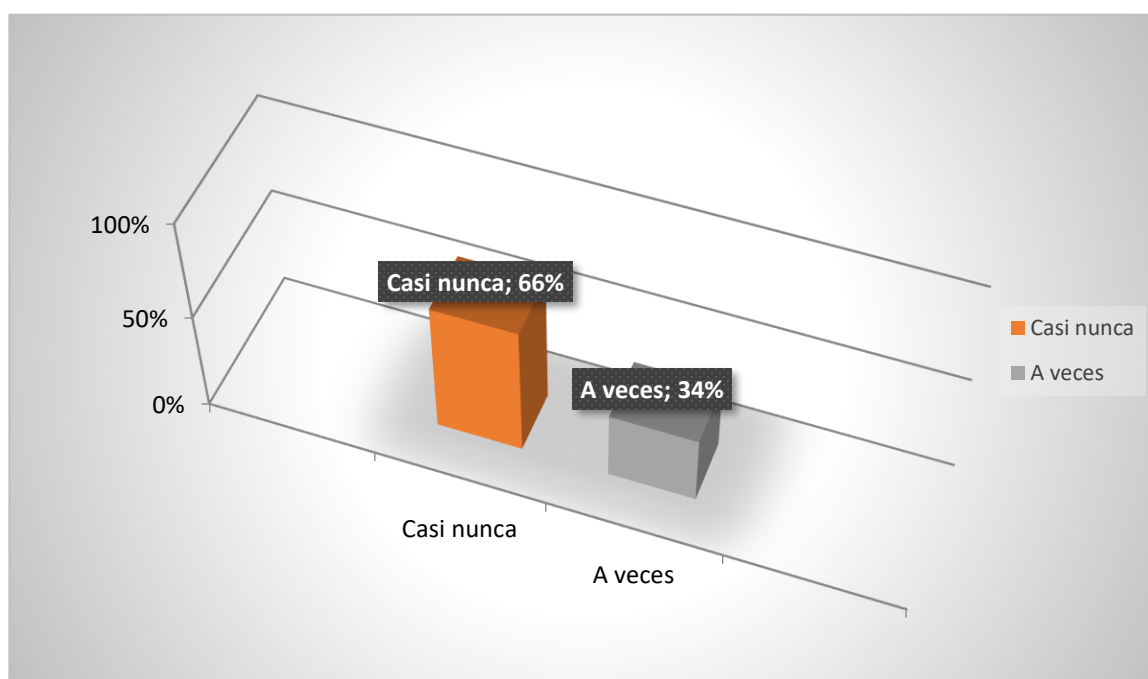 100%
50%
0%
Casi nunca; 66%
A veces; 34%
Casi nunca
A veces
Casi nunca
A veces